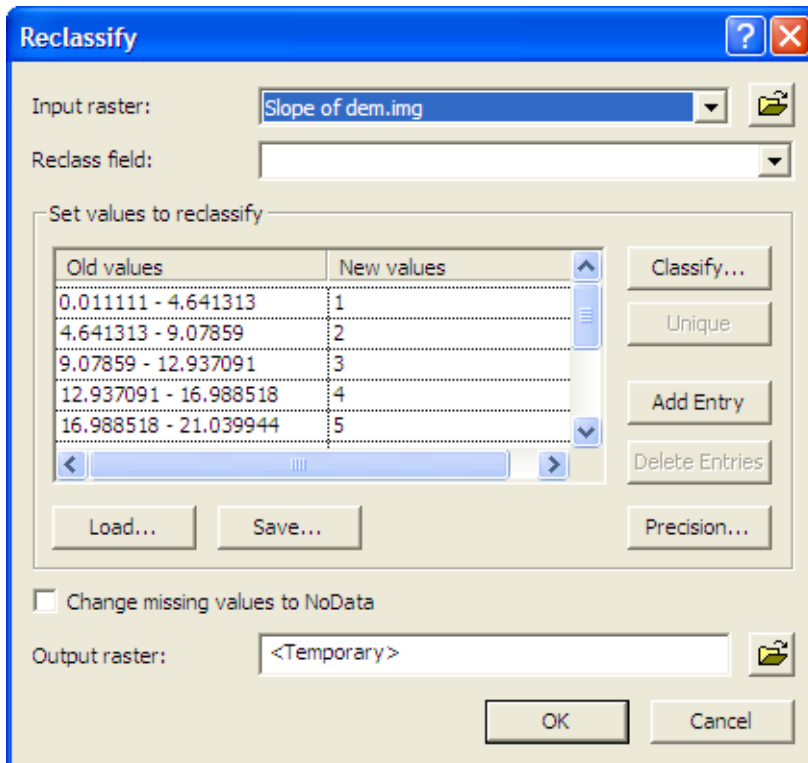 Reclassify
Input raster: Slope of dem.img
Reclass field:
Set values to reclassify
Old values New values
0.011111 - 4.641313 1
4.641313 - 9.07859 2
9.07859 - 12.937091 3
12.937091 - 16.988518 4
16.988518 - 21.039944 5
Classify...
Unique
Add Entry
Delete Entries
Load... Save... Precision...
Change missing values to NoData
Output raster: <Temporary>
OK Cancel